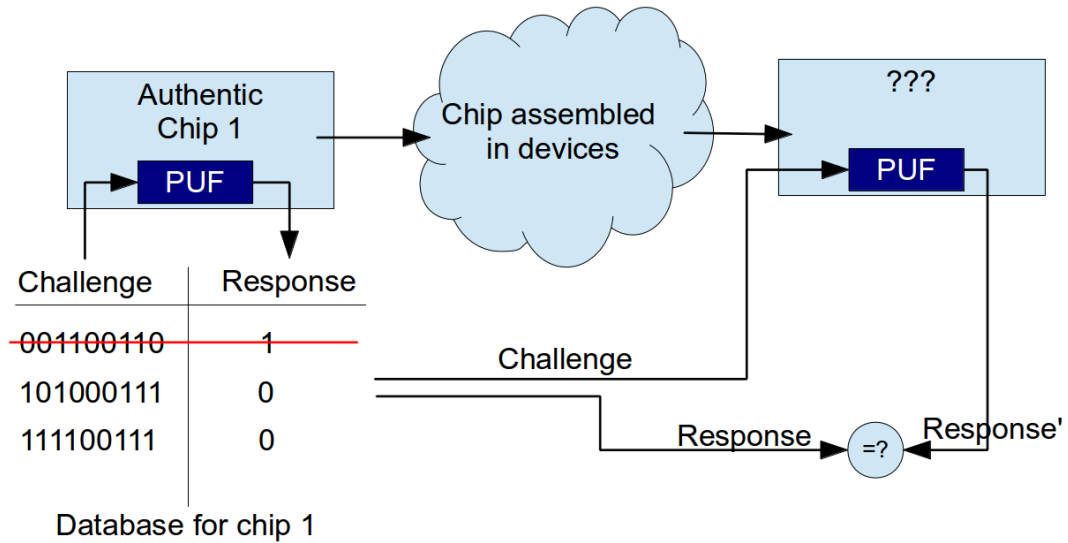 Authentic
Chip 1
PUF
Chip assembled
in devices
???
PUF
Challenge Response
001100110 1
101000111 0
111100111 0
Database for chip 1
Challenge
Response
=?
Response'